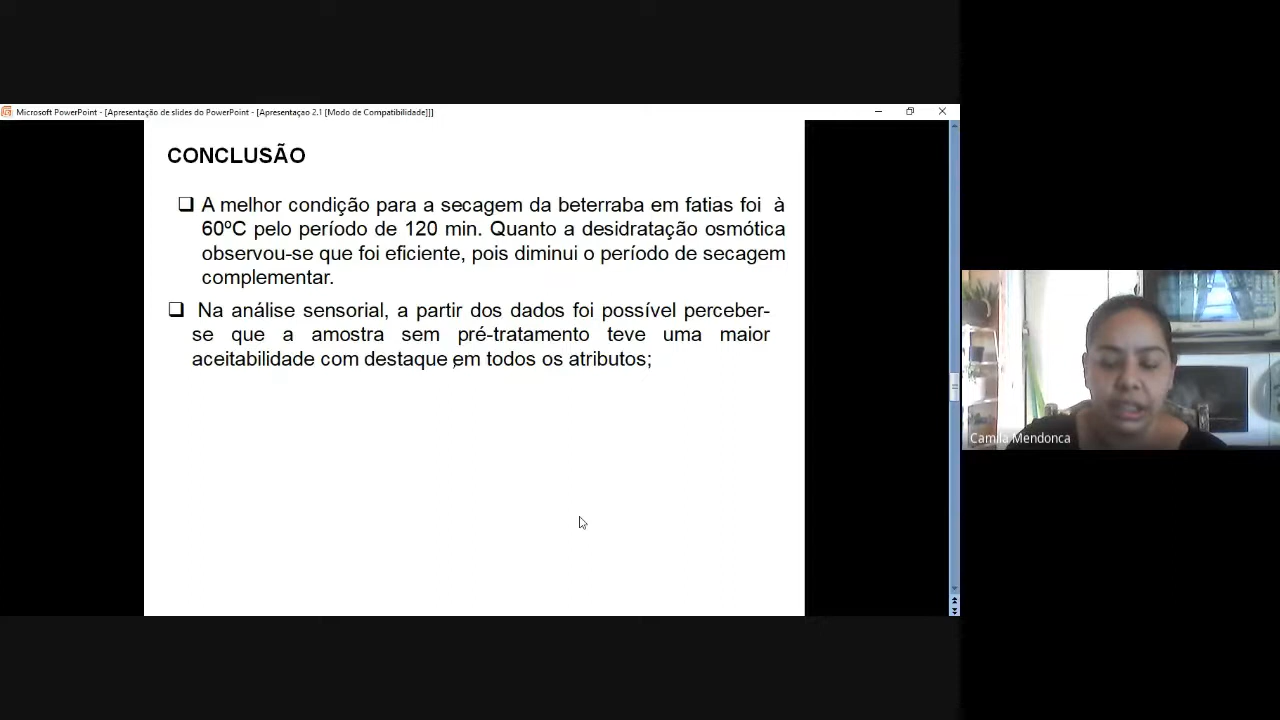 Microsoft PowerPoint - [Apresentação de slides do PowerPoint - [Apresentaçao 2.1 [Modo de Compatibilidade]]]
CONCLUSÃO
A melhor condição para a secagem da beterraba em fatias foi à
60ºC pelo período de 120 min. Quanto a desidratação osmótica
observou-se que foi eficiente, pois diminui o período de secagem
complementar.
Na análise sensorial, a partir dos dados foi possível perceber-
se que a amostra sem pré-tratamento teve uma maior
aceitabilidade com destaque em todos os atributos;
Camila Mendonca